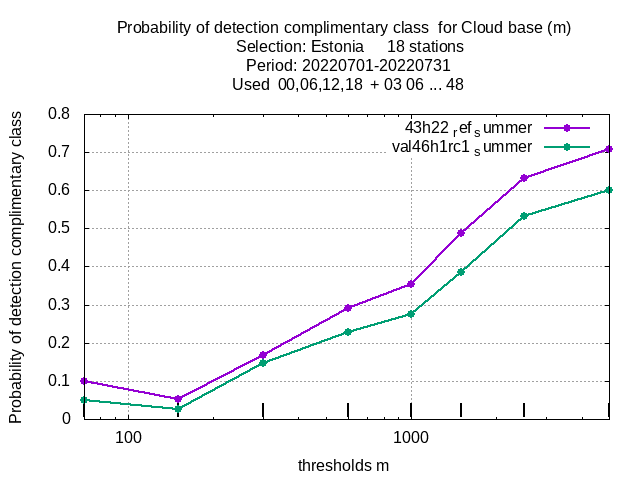 Probability of detection complimentary class  for Cloud base (m)
Selection: Estonia     18 stations
Period: 20220701-20220731
Used  00,06,12,18  + 03 06 ... 48
Probability of detection complimentary class
43h22 refsummer
val46h1rc1 summer
0.8
0.7
0.6
0.5
0.4
0.3
0.2
0.1
0
100 1000
thresholds m